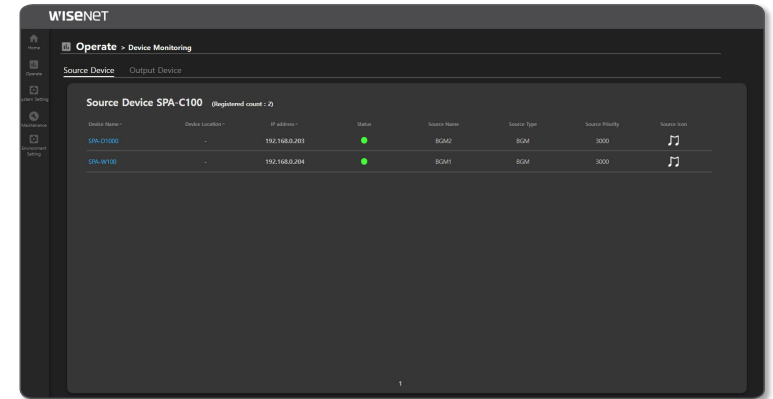 WISENET
Home
Operate
System Setting
Maintenance
Environment
Setting
Operate > Device Monitoring
Source Device Output Device
Source Device SPA-C100 (Registered count : 2)
Device Name Device Location IP address Status Source Name Source Type Source Priority Source Icon
SPA-D1000 - 192.168.0.203 BGM2 BGM 3000
SPA-W100 - 192.168.0.204 BGM1 BGM 3000
1